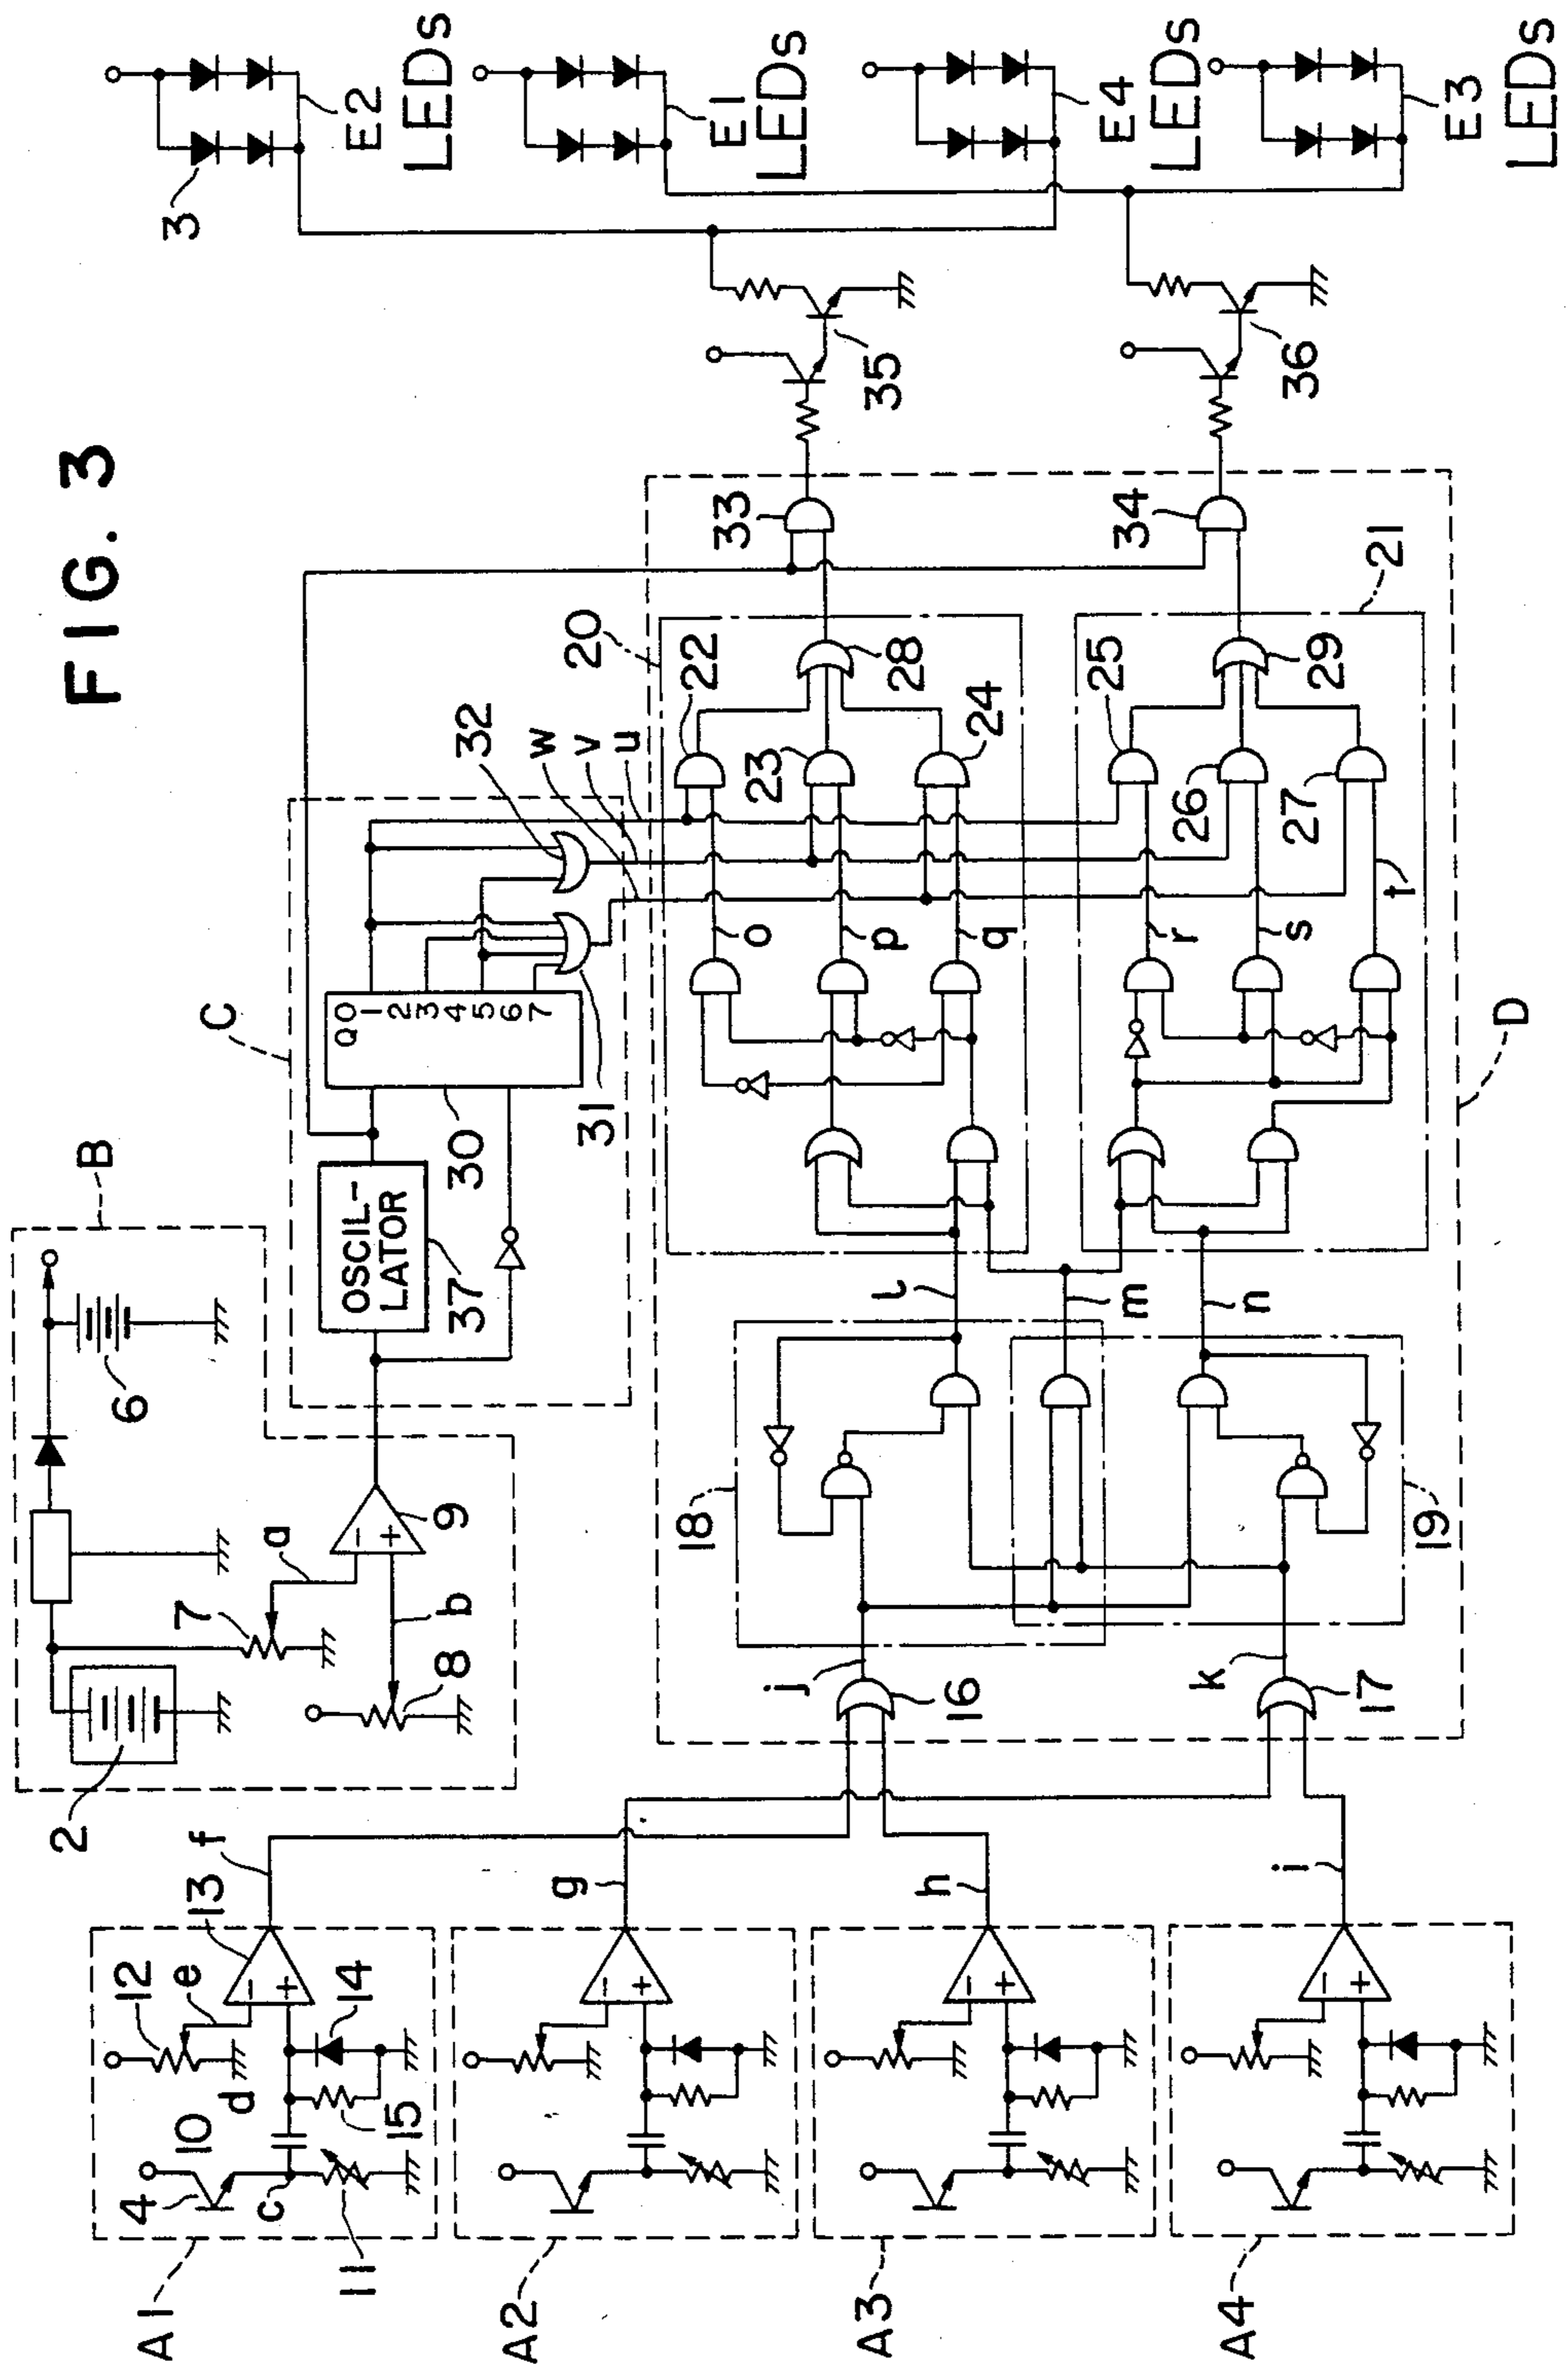 FIG. 3
A1
4
10
c
11
12
e
d
13
14
15
f
A2
g
A3
h
A4
i
B
2
6
7
8
a
b
9
C
OSCIL-
LATOR
37
30
31
32
Q0
1
2
3
4
5
6
7
w
v
u
D
j
16
k
17
18
19
l
m
n
20
21
o
p
q
r
s
t
22
23
24
25
26
27
28
29
33
34
35
36
3
E2
LEDs
E1
LEDs
E4
LEDs
E3
LEDs
-
+
-
+
-
+
-
+
-
+